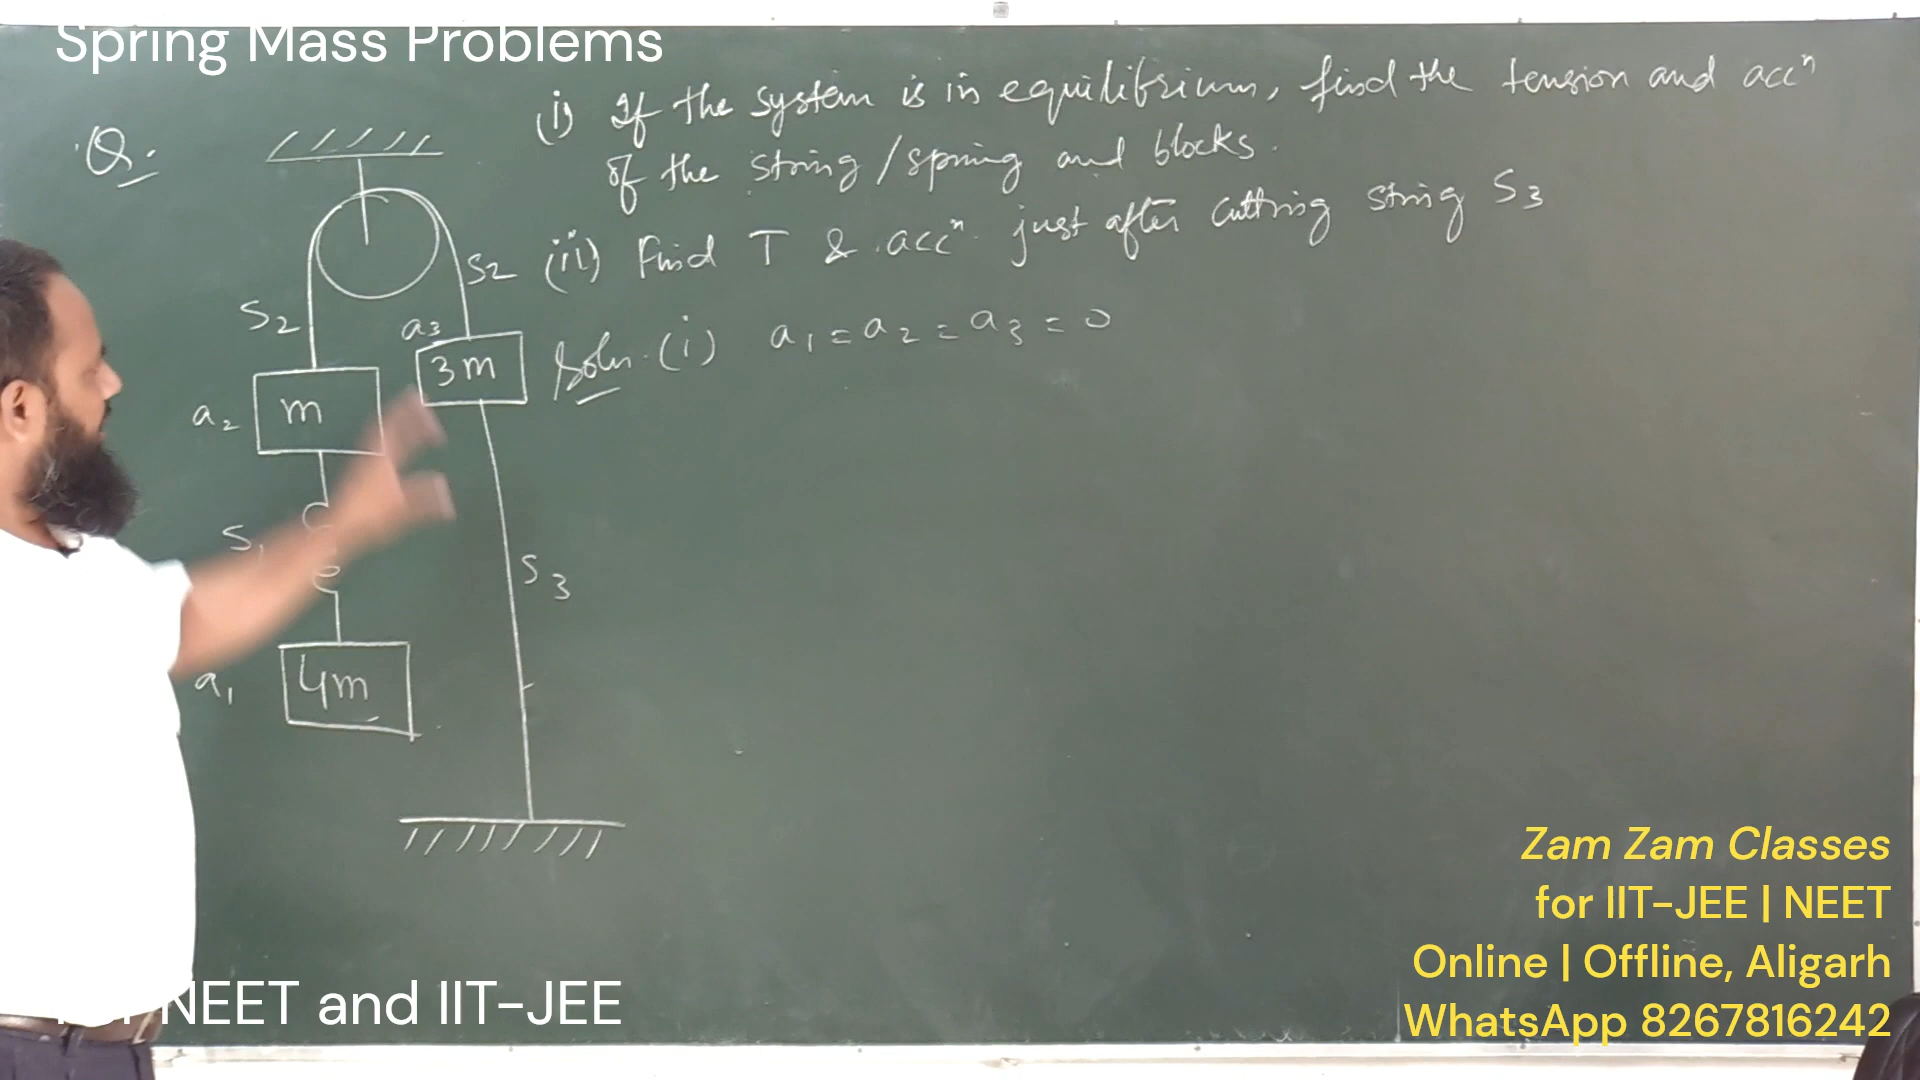 Spring Mass Problems
Q.
(i) If the system is in equilibrium, find the tension and accⁿ
of the string/spring and blocks.
(ii) Find T & accⁿ just after cutting string S3
S2
S2
a3
3m
Soln. (i) a1 = a2 = a3 = 0
a2
m
S1
S3
a1
4m
Zam Zam Classes
for IIT-JEE | NEET
Online | Offline, Aligarh
WhatsApp 8267816242
NEET and IIT-JEE